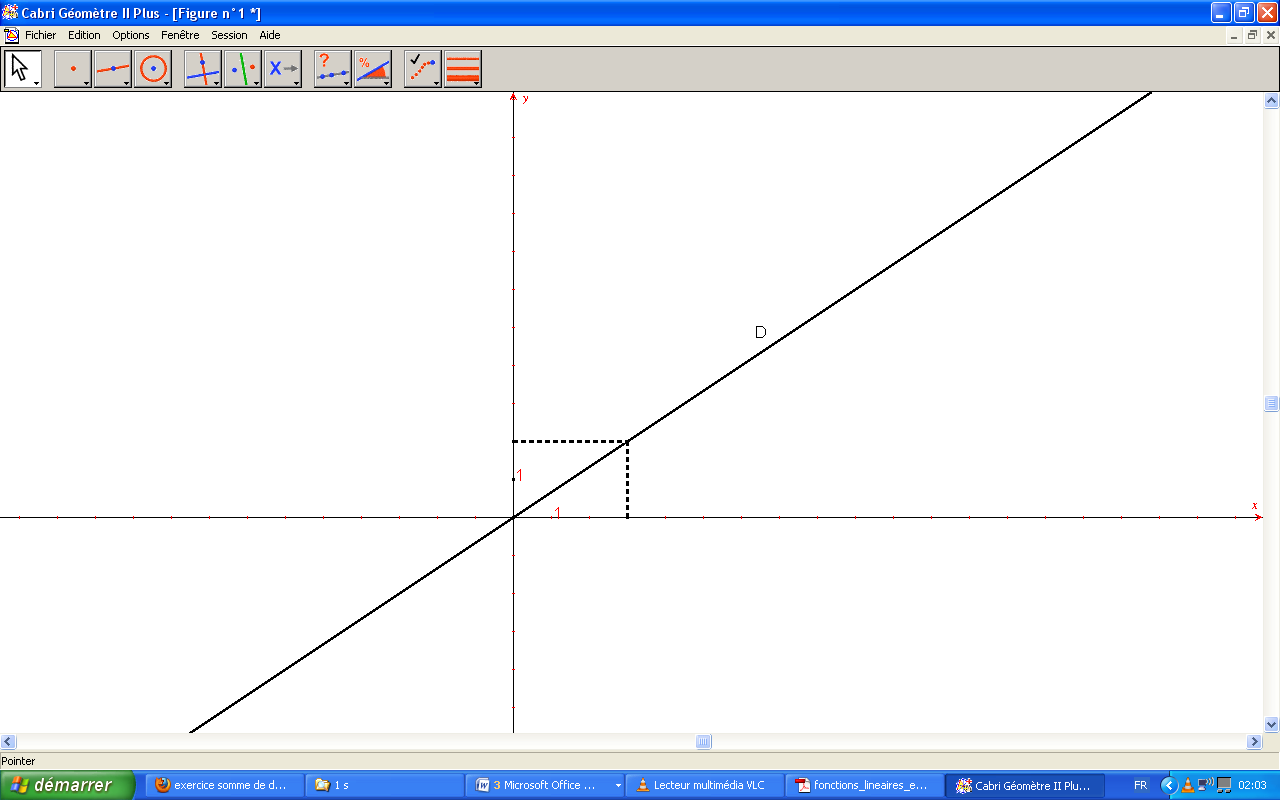 Cabri Géomètre II Plus - [Figure n°1 *]
Fichier Edition Options Fenêtre Session Aide
? % X
y
D
1
1
x
Pointer
démarrer exercice somme de d... 1 s 3 Microsoft Office ... Lecteur multimédia VLC fonctions_lineaires_e... Cabri Géomètre II Plu... FR 02:03